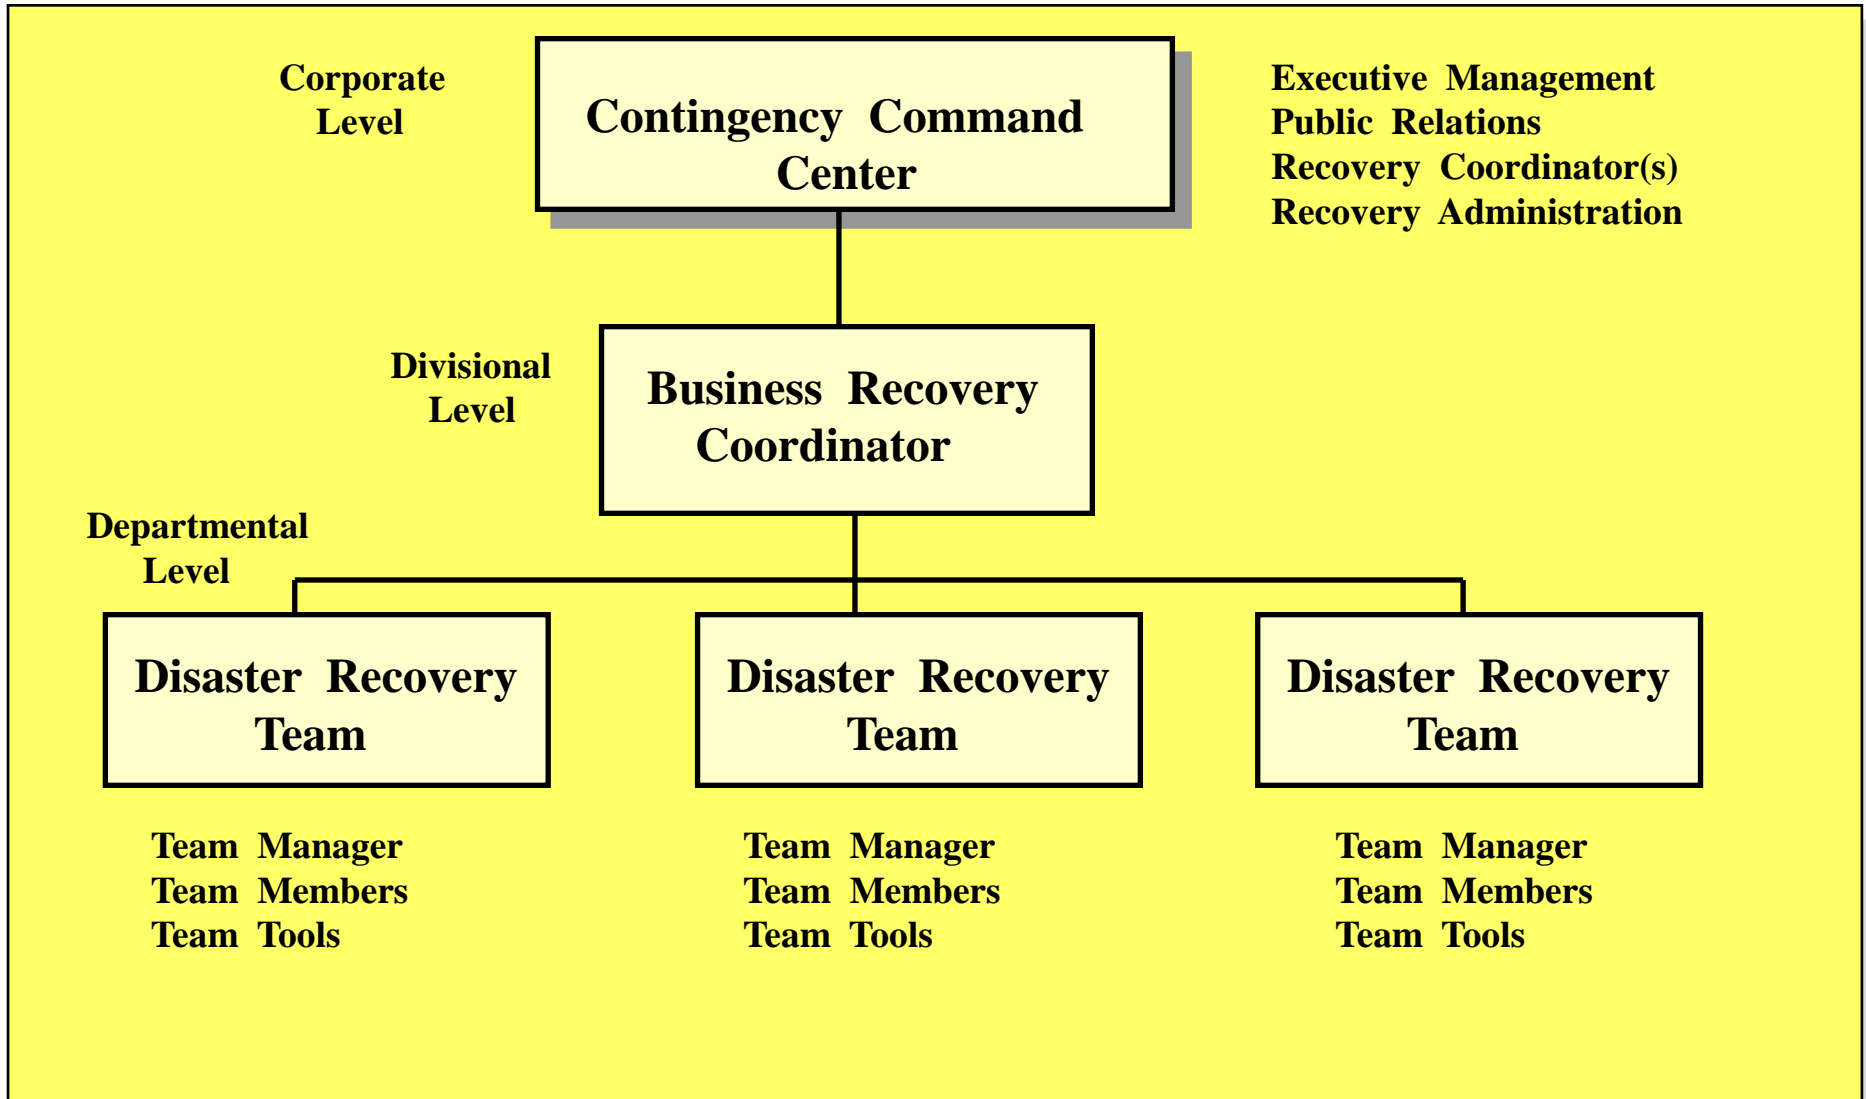 Corporate
Level
Contingency Command
Center
Executive Management
Public Relations
Recovery Coordinator(s)
Recovery Administration
Divisional
Level
Business Recovery
Coordinator
Departmental
Level
Disaster Recovery
Team
Team Manager
Team Members
Team Tools
Disaster Recovery
Team
Team Manager
Team Members
Team Tools
Disaster Recovery
Team
Team Manager
Team Members
Team Tools